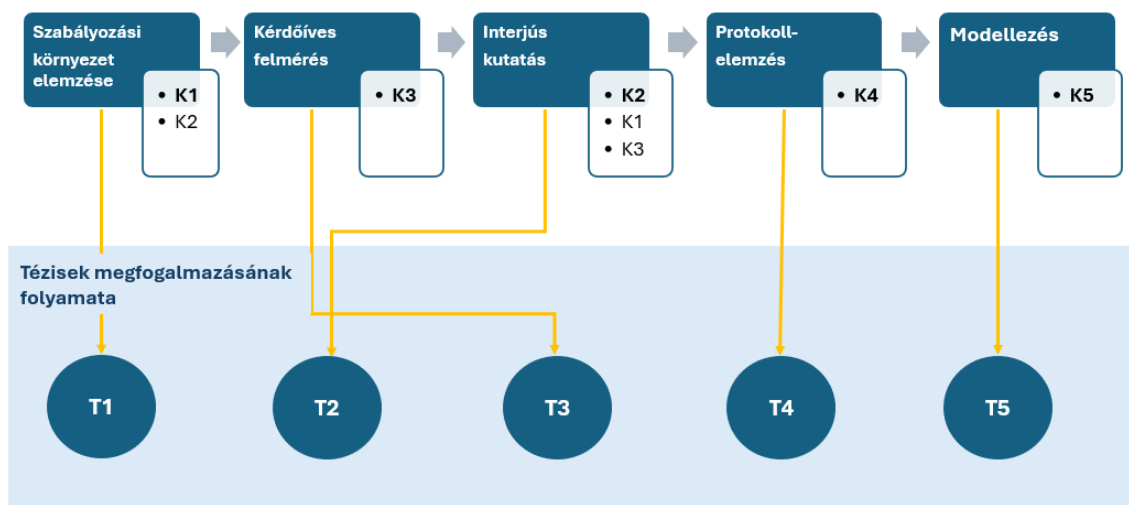 Szabályozási
környezet
elemzése
• K1
• K2
Kérdőíves
felmérés
• K3
Interjús
kutatás
• K2
• K1
• K3
Protokoll-
elemzés
• K4
Modellezés
• K5
Tézisek megfogalmazásának
folyamata
T1
T2
T3
T4
T5